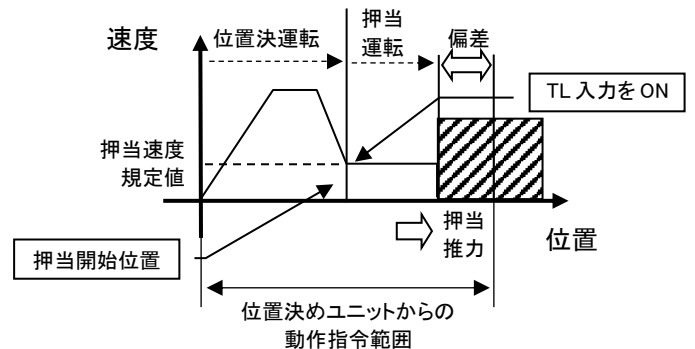 速度
位置決運転
押当
運転
偏差
TL 入力を ON
押当速度
規定値
押当開始位置
押当
推力
位置
位置決めユニットからの
動作指令範囲